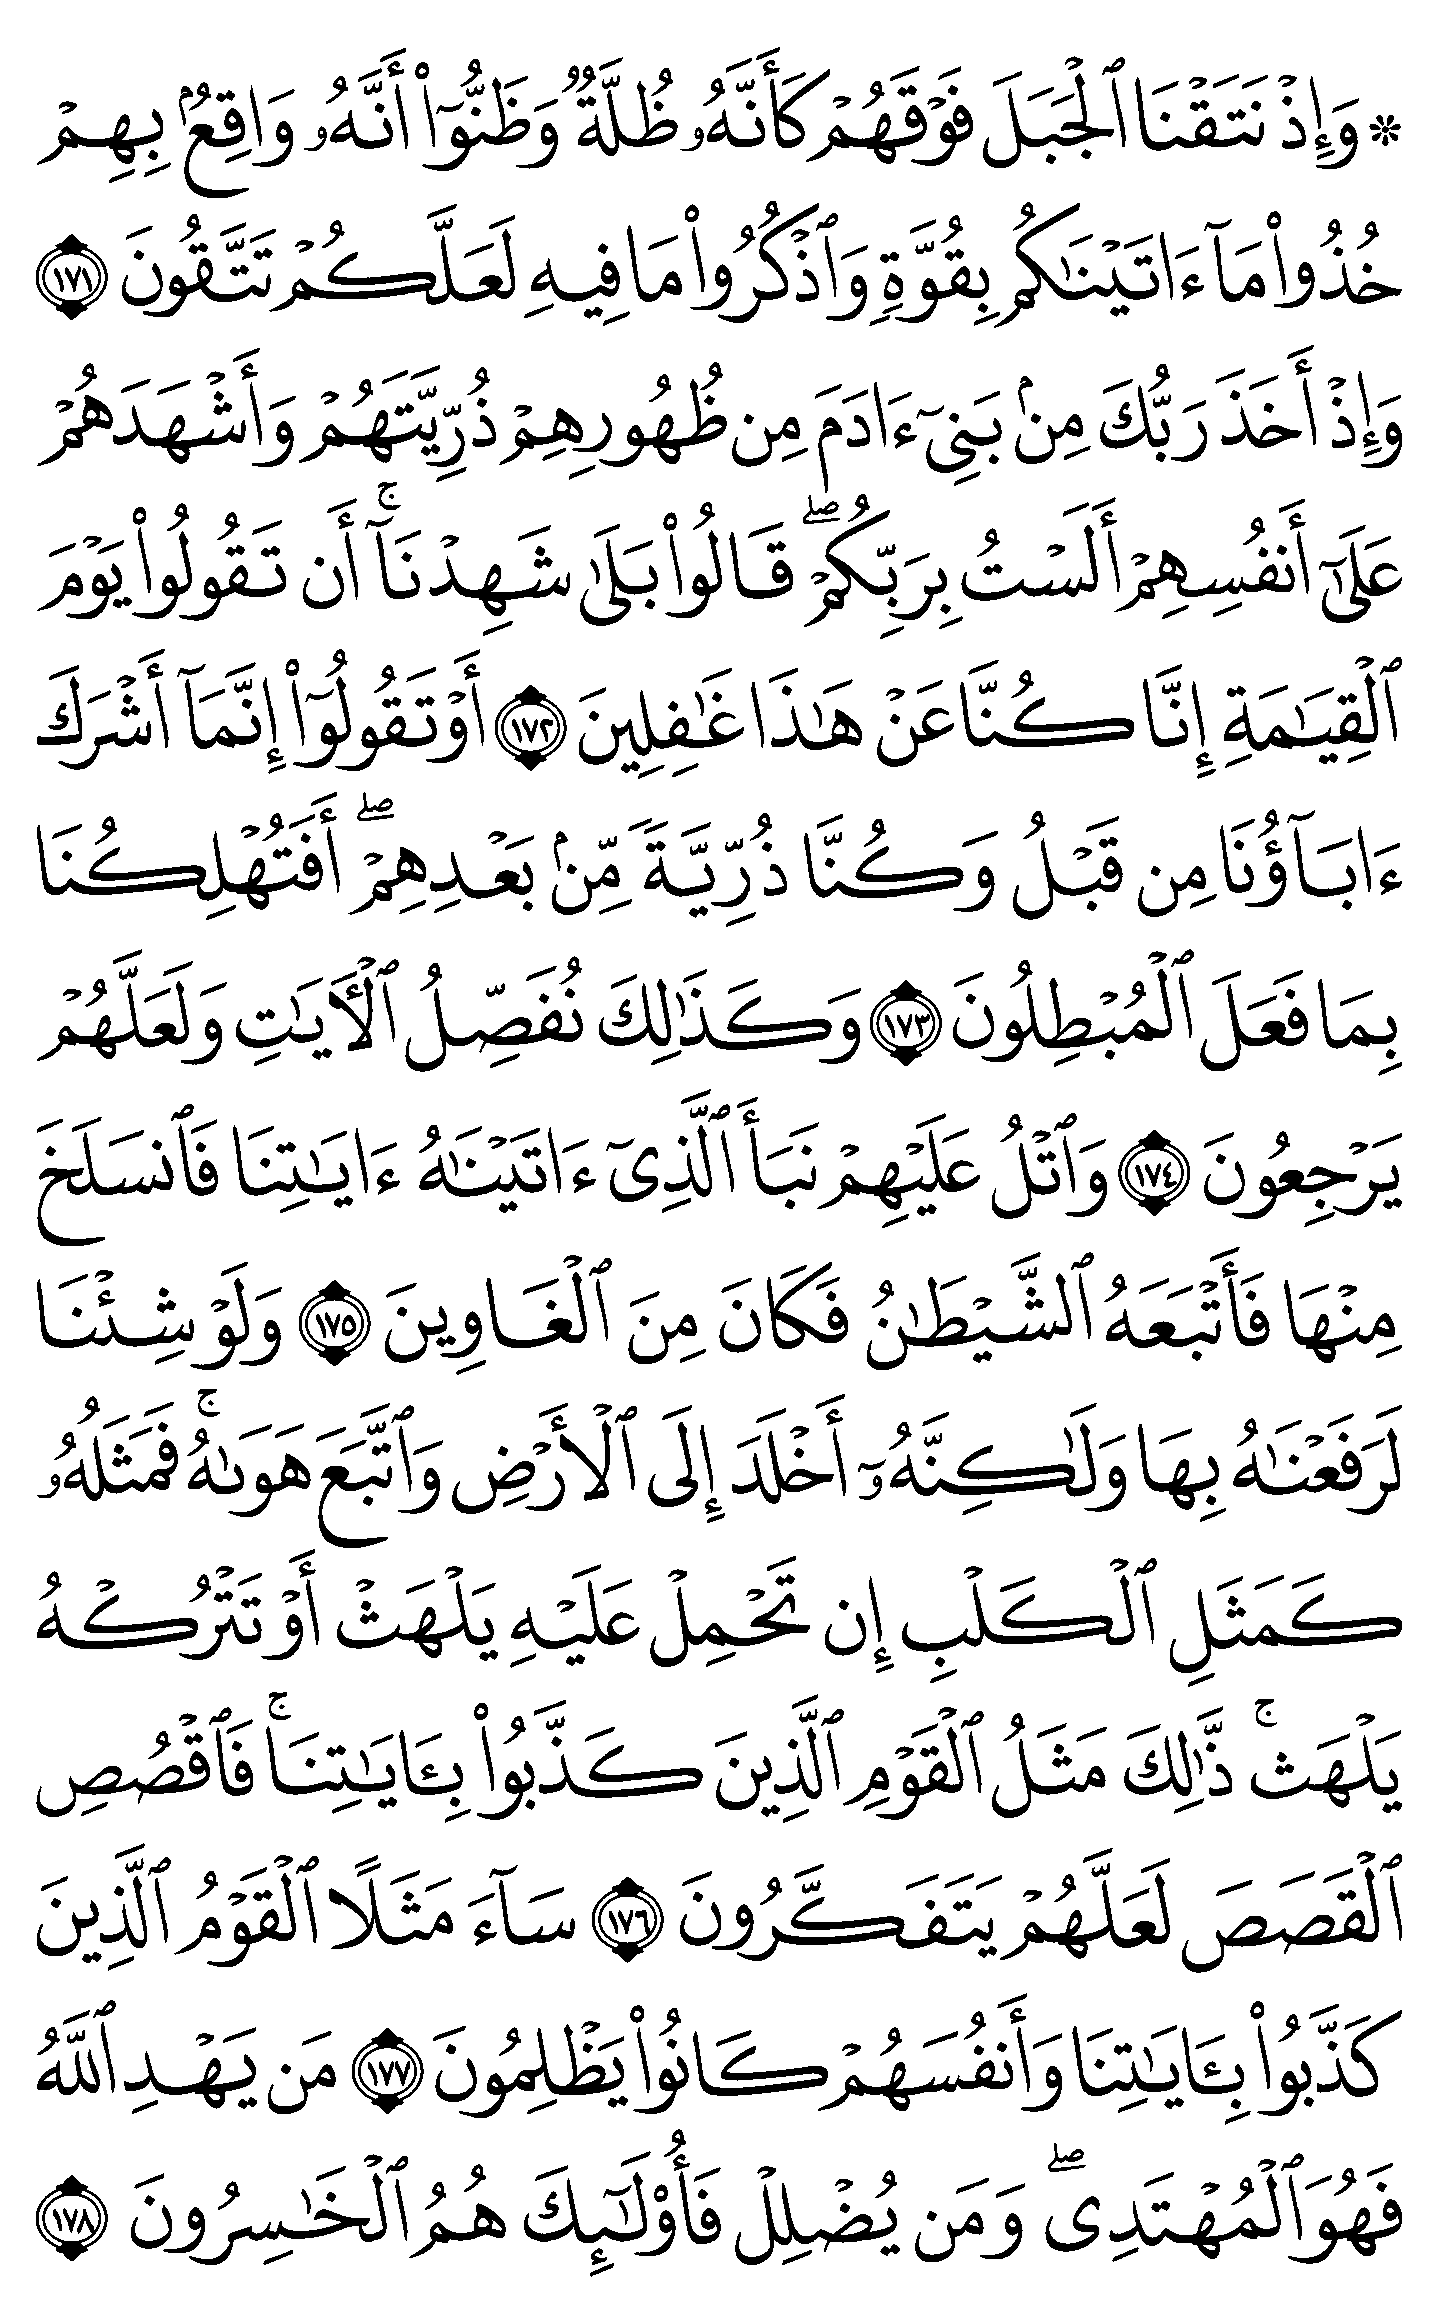 ۞ وَإِذۡ نَتَقۡنَا ٱلۡجَبَلَ فَوۡقَهُمۡ كَأَنَّهُۥ ظُلَّةٞ وَظَنُّوٓاْ أَنَّهُۥ وَاقِعُۢ بِهِمۡ
خُذُواْ مَآ ءَاتَيۡنَٰكُم بِقُوَّةٖ وَٱذۡكُرُواْ مَا فِيهِ لَعَلَّكُمۡ تَتَّقُونَ ١٧١
وَإِذۡ أَخَذَ رَبُّكَ مِنۢ بَنِيٓ ءَادَمَ مِن ظُهُورِهِمۡ ذُرِّيَّتَهُمۡ وَأَشۡهَدَهُمۡ
عَلَىٰٓ أَنفُسِهِمۡ أَلَسۡتُ بِرَبِّكُمۡۖ قَالُواْ بَلَىٰ شَهِدۡنَآۚ أَن تَقُولُواْ يَوۡمَ
ٱلۡقِيَٰمَةِ إِنَّا كُنَّا عَنۡ هَٰذَا غَٰفِلِينَ ١٧٢ أَوۡ تَقُولُوٓاْ إِنَّمَآ أَشۡرَكَ
ءَابَآؤُنَا مِن قَبۡلُ وَكُنَّا ذُرِّيَّةٗ مِّنۢ بَعۡدِهِمۡۖ أَفَتُهۡلِكُنَا
بِمَا فَعَلَ ٱلۡمُبۡطِلُونَ ١٧٣ وَكَذَٰلِكَ نُفَصِّلُ ٱلۡأٓيَٰتِ وَلَعَلَّهُمۡ
يَرۡجِعُونَ ١٧٤ وَٱتۡلُ عَلَيۡهِمۡ نَبَأَ ٱلَّذِيٓ ءَاتَيۡنَٰهُ ءَايَٰتِنَا فَٱنسَلَخَ
مِنۡهَا فَأَتۡبَعَهُ ٱلشَّيۡطَٰنُ فَكَانَ مِنَ ٱلۡغَاوِينَ ١٧٥ وَلَوۡ شِئۡنَا
لَرَفَعۡنَٰهُ بِهَا وَلَٰكِنَّهُۥٓ أَخۡلَدَ إِلَى ٱلۡأَرۡضِ وَٱتَّبَعَ هَوَىٰهُۚ فَمَثَلُهُۥ
كَمَثَلِ ٱلۡكَلۡبِ إِن تَحۡمِلۡ عَلَيۡهِ يَلۡهَثۡ أَوۡ تَتۡرُكۡهُ
يَلۡهَثۚ ذَّٰلِكَ مَثَلُ ٱلۡقَوۡمِ ٱلَّذِينَ كَذَّبُواْ بِـَٔايَٰتِنَاۚ فَٱقۡصُصِ
ٱلۡقَصَصَ لَعَلَّهُمۡ يَتَفَكَّرُونَ ١٧٦ سَآءَ مَثَلًا ٱلۡقَوۡمُ ٱلَّذِينَ
كَذَّبُواْ بِـَٔايَٰتِنَا وَأَنفُسَهُمۡ كَانُواْ يَظۡلِمُونَ ١٧٧ مَن يَهۡدِ ٱللَّهُ
فَهُوَ ٱلۡمُهۡتَدِيۖ وَمَن يُضۡلِلۡ فَأُوْلَٰٓئِكَ هُمُ ٱلۡخَٰسِرُونَ ١٧٨